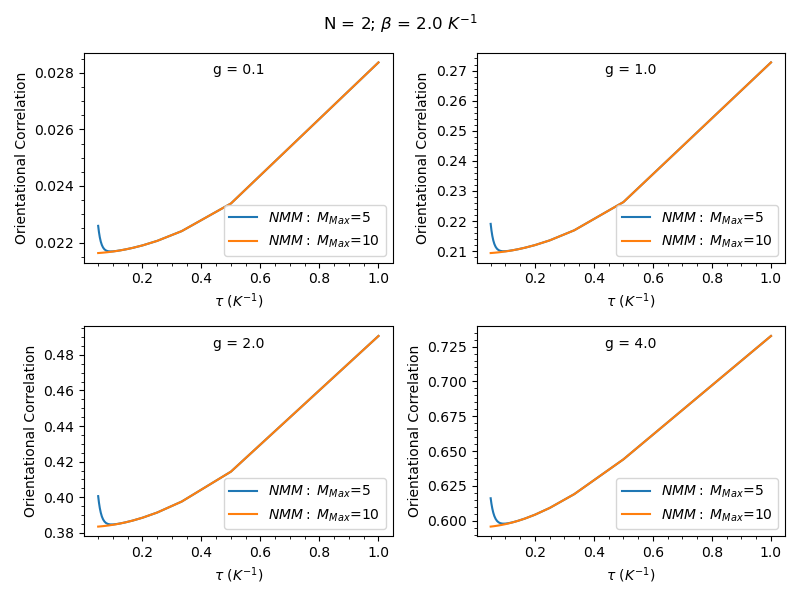 N = 2; β = 2.0 K⁻¹
g = 0.1
Orientational Correlation
0.028
0.026
0.024
0.022
NMM : M_Max=5
NMM : M_Max=10
0.2 0.4 0.6 0.8 1.0
τ (K⁻¹)
g = 1.0
Orientational Correlation
0.27
0.26
0.25
0.24
0.23
0.22
0.21
NMM : M_Max=5
NMM : M_Max=10
0.2 0.4 0.6 0.8 1.0
τ (K⁻¹)
g = 2.0
Orientational Correlation
0.48
0.46
0.44
0.42
0.40
0.38
NMM : M_Max=5
NMM : M_Max=10
0.2 0.4 0.6 0.8 1.0
τ (K⁻¹)
g = 4.0
Orientational Correlation
0.725
0.700
0.675
0.650
0.625
0.600
NMM : M_Max=5
NMM : M_Max=10
0.2 0.4 0.6 0.8 1.0
τ (K⁻¹)